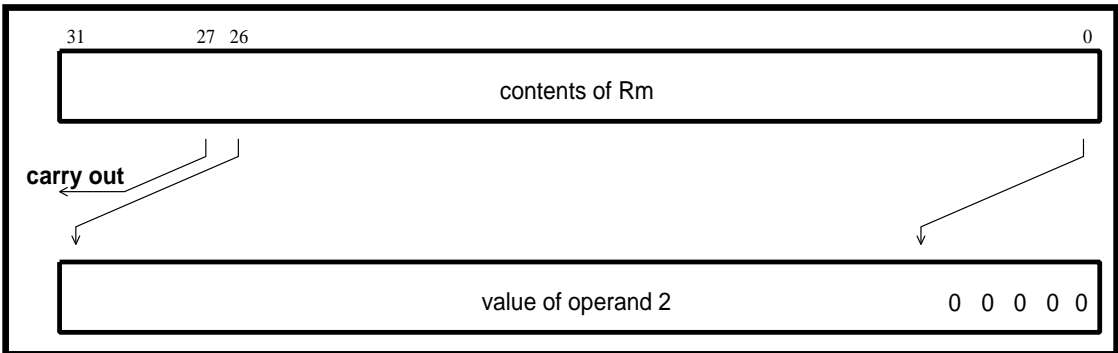 31 27 26 0
contents of Rm
carry out
value of operand 2 0 0 0 0 0